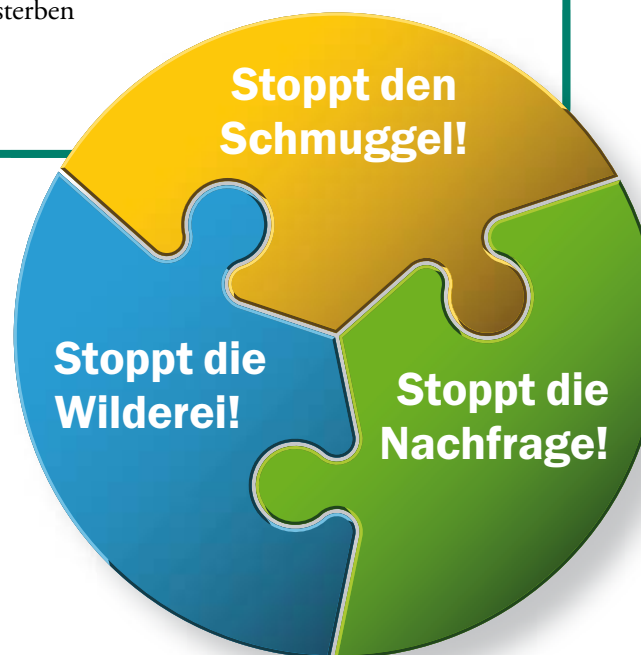 sterben
Stoppt den
Schmuggel!
Stoppt die
Wilderei!
Stoppt die
Nachfrage!